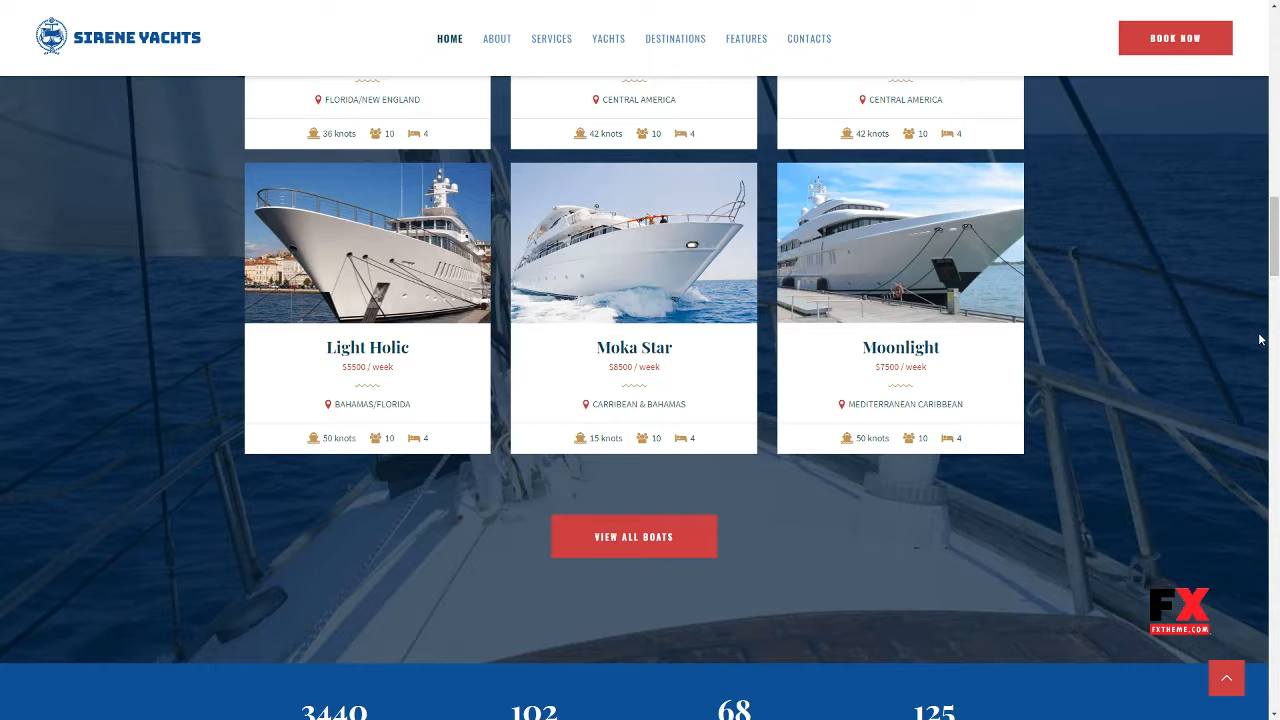 SIRENE YACHTS
HOME ABOUT SERVICES YACHTS DESTINATIONS FEATURES CONTACTS
BOOK NOW
FLORIDA/NEW ENGLAND
CENTRAL AMERICA
CENTRAL AMERICA
36 knots 10 4
42 knots 10 4
42 knots 10 4
Light Holic
$5500 / week
BAHAMAS/FLORIDA
50 knots 10 4
Moka Star
$8500 / week
CARRIBEAN & BAHAMAS
15 knots 10 4
Moonlight
$7500 / week
MEDITERRANEAN CARIBBEAN
50 knots 10 4
VIEW ALL BOATS
FX
FXTHEME.COM
3440 102 68 125